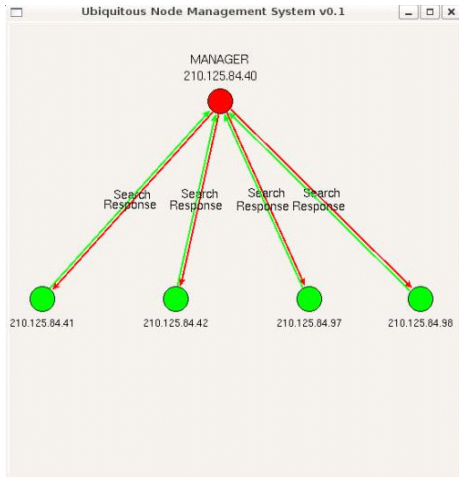 Ubiquitous Node Management System v0.1
MANAGER
210.125.84.40
Search Search Search Search
Response Response Response Response
210.125.84.41 210.125.84.42 210.125.84.97 210.125.84.98